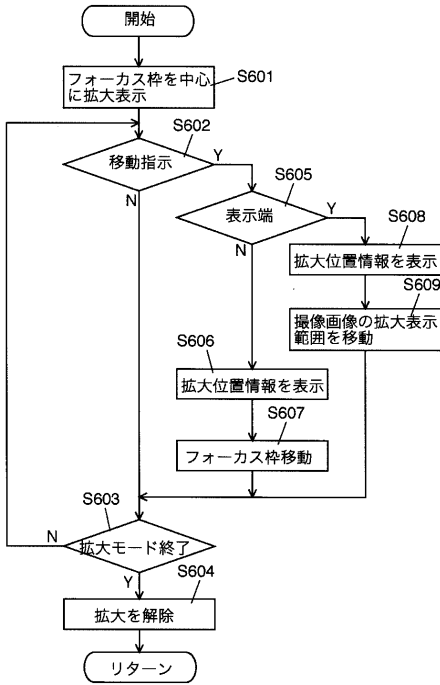 開始
フォーカス枠を中心
に拡大表示
S601
S602
移動指示
Y
N
S605
表示端
Y
N
S608
拡大位置情報を表示
S609
撮像画像の拡大表示
範囲を移動
S606
拡大位置情報を表示
S607
フォーカス枠移動
S603
N
拡大モード終了
Y
S604
拡大を解除
リターン